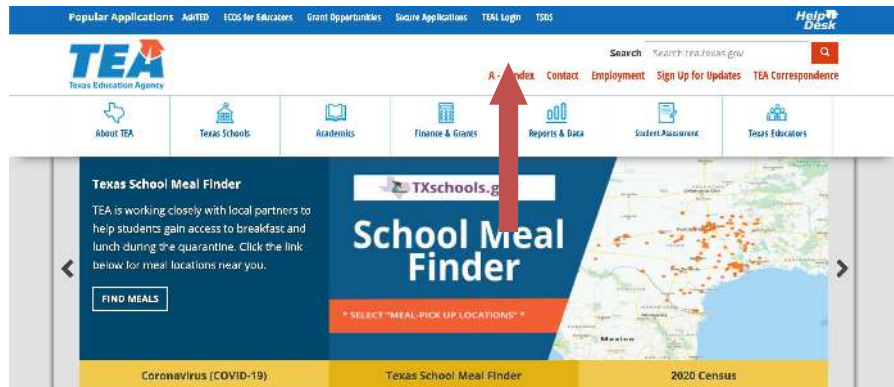 Popular Applications AskTED ECOS for Educators Grant Opportunities Secure Applications TEAL Login TSDS
Help Desk
TEA
Texas Education Agency
Search Search tea.texas.gov
A - Index Contact Employment Sign Up for Updates TEA Correspondence
About TEA Texas Schools Academics Finance & Grants Reports & Data Student Assessment Texas Educators
Texas School Meal Finder
TEA is working closely with local partners to
help students gain access to breakfast and
lunch during the quarantine. Click the link
below for meal locations near you.
FIND MEALS
TXschools.g
School Meal
Finder
* SELECT "MEAL-PICK UP LOCATIONS" *
Mexico
Coronavirus (COVID-19) Texas School Meal Finder 2020 Census